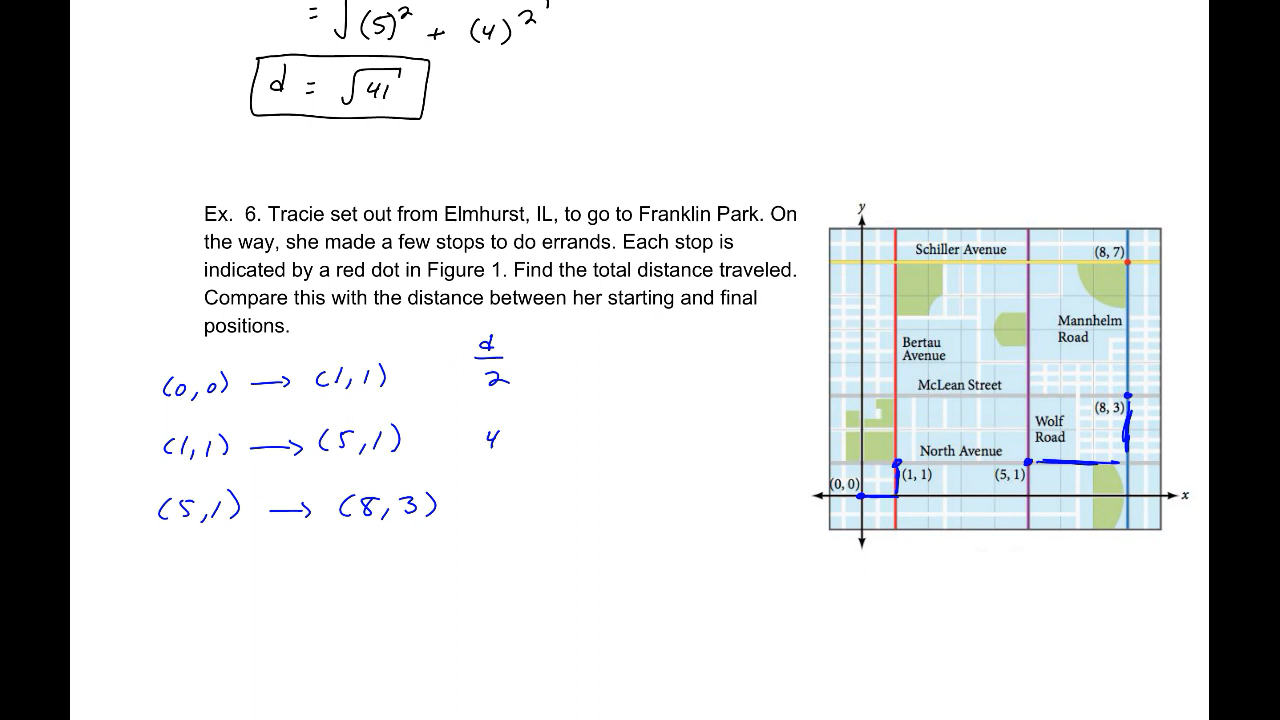 = √(5)² + (4)²
d = √41
Ex. 6. Tracie set out from Elmhurst, IL, to go to Franklin Park. On
the way, she made a few stops to do errands. Each stop is
indicated by a red dot in Figure 1. Find the total distance traveled.
Compare this with the distance between her starting and final
positions.
d
(0,0) → (1,1) 2
(1,1) → (5,1) 4
(5,1) → (8,3)
y
Schiller Avenue
(8, 7)
Mannhelm
Road
Bertau
Avenue
McLean Street
(8, 3)
Wolf
Road
North Avenue
(0, 0)
(1, 1)
(5, 1)
x